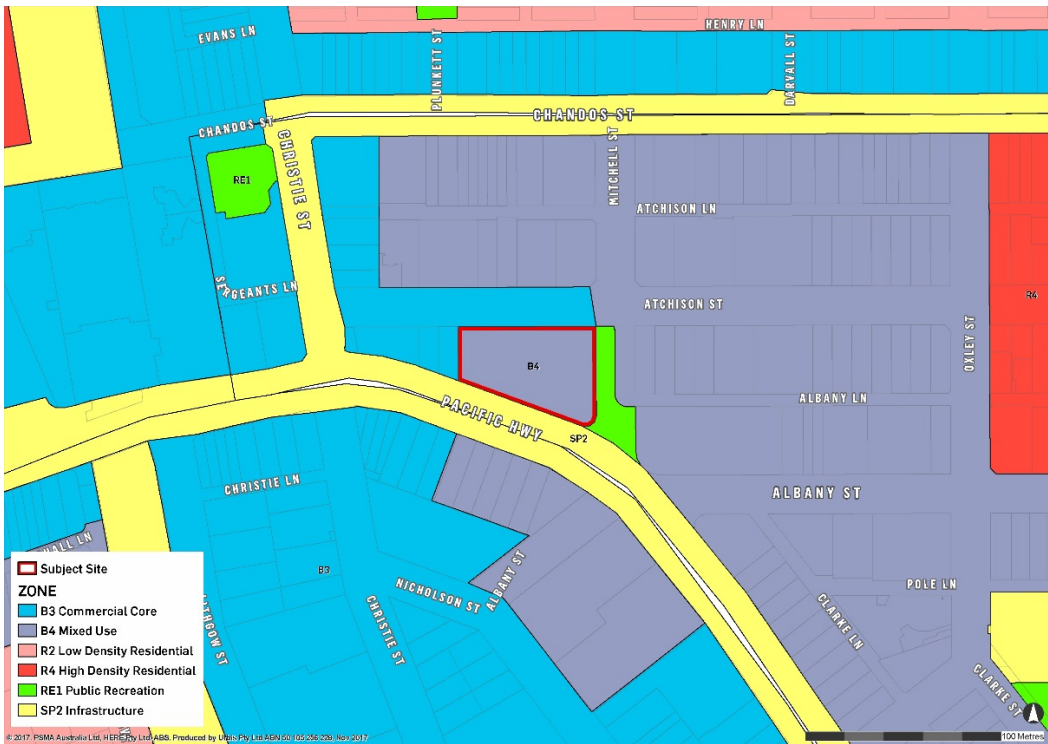 HENRY LN
EVANS LN
PLUNKETT ST
DARVALL ST
CHANDOS ST
CHANDOS ST
CHRISTIE ST
MITCHELL ST
RE1
ATCHISON LN
SERGEANTS LN
ATCHISON ST
R4
OXLEY ST
B4
ALBANY LN
PACIFIC HWY
SP2
CHRISTIE LN
ALBANY ST
B3
NICHOLSON ST
ALBANY ST
POLE LN
CHRISTIE ST
CLARKE LN
CLARKE ST
Subject Site
ZONE
B3 Commercial Core
B4 Mixed Use
R2 Low Density Residential
R4 High Density Residential
RE1 Public Recreation
SP2 Infrastructure
100 Metres